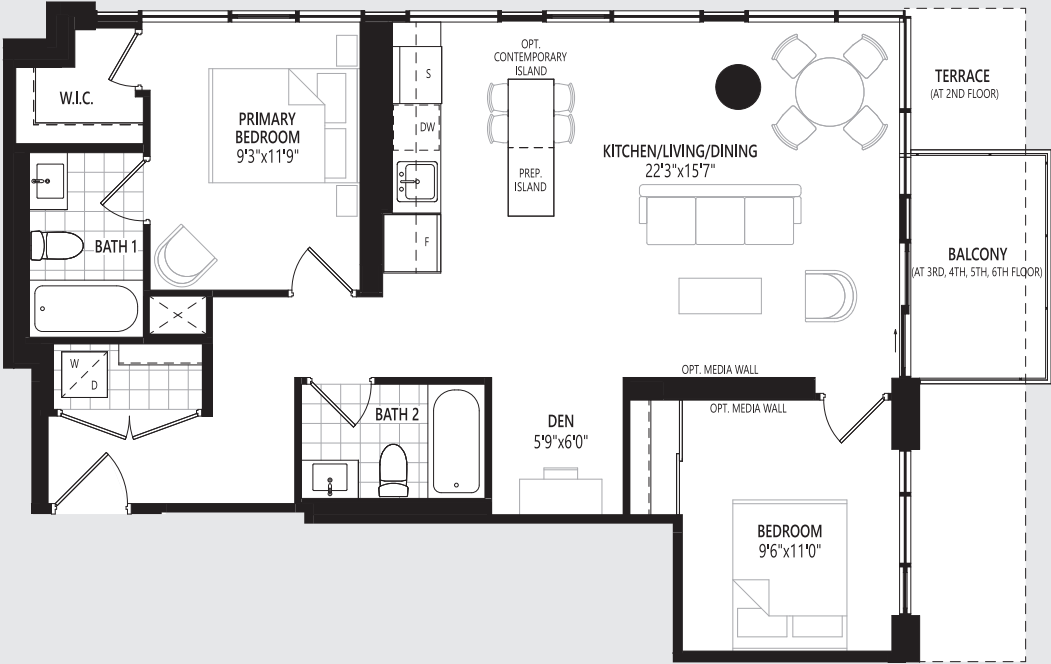 W.I.C.
PRIMARY
BEDROOM
9'3"x11'9"
BATH 1
W
D
S
DW
F
OPT.
CONTEMPORARY
ISLAND
PREP.
ISLAND
KITCHEN/LIVING/DINING
22'3"x15'7"
TERRACE
(AT 2ND FLOOR)
BALCONY
(AT 3RD, 4TH, 5TH, 6TH FLOOR)
OPT. MEDIA WALL
OPT. MEDIA WALL
BATH 2
DEN
5'9"x6'0"
BEDROOM
9'6"x11'0"